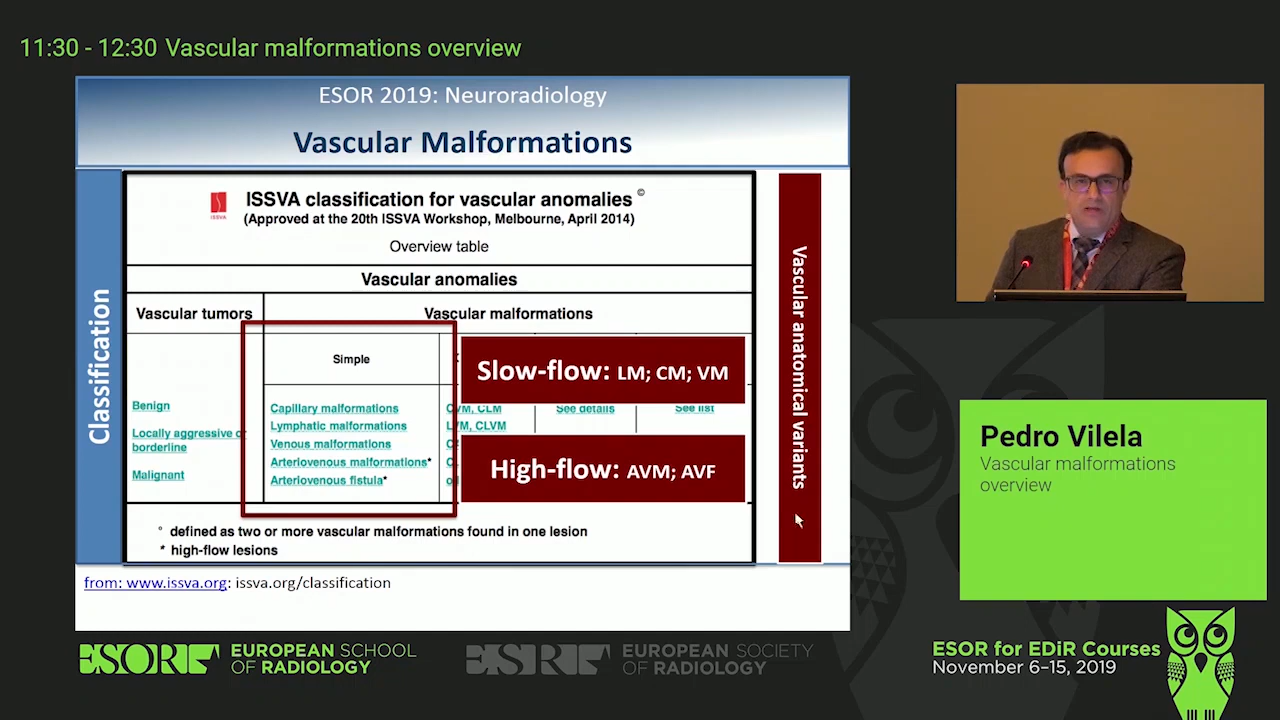 11:30 - 12:30 Vascular malformations overview
ESOR 2019: Neuroradiology
Vascular Malformations
Classification
ISSVA
ISSVA classification for vascular anomalies ©
(Approved at the 20th ISSVA Workshop, Melbourne, April 2014)
Overview table
Vascular anomalies
Vascular tumors
Vascular malformations
Simple
Benign
Locally aggressive or
borderline
Malignant
Capillary malformations
Lymphatic malformations
Venous malformations
Arteriovenous malformations*
Arteriovenous fistula*
CVM, CLM
LVM, CLVM
See details
See list
Slow-flow: LM; CM; VM
High-flow: AVM; AVF
° defined as two or more vascular malformations found in one lesion
* high-flow lesions
Vascular anatomical variants
from: www.issva.org: issva.org/classification
Pedro Vilela
Vascular malformations
overview
ESOR EUROPEAN SCHOOL
OF RADIOLOGY
ESR EUROPEAN SOCIETY
OF RADIOLOGY
ESOR for EDiR Courses
November 6–15, 2019